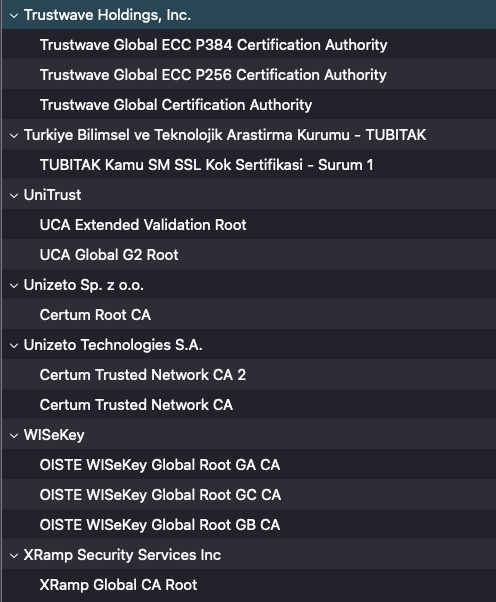 Trustwave Holdings, Inc.
Trustwave Global ECC P384 Certification Authority
Trustwave Global ECC P256 Certification Authority
Trustwave Global Certification Authority
Turkiye Bilimsel ve Teknolojik Arastirma Kurumu - TUBITAK
TUBITAK Kamu SM SSL Kok Sertifikasi - Surum 1
UniTrust
UCA Extended Validation Root
UCA Global G2 Root
Unizeto Sp. z o.o.
Certum Root CA
Unizeto Technologies S.A.
Certum Trusted Network CA 2
Certum Trusted Network CA
WISeKey
OISTE WISeKey Global Root GA CA
OISTE WISeKey Global Root GC CA
OISTE WISeKey Global Root GB CA
XRamp Security Services Inc
XRamp Global CA Root